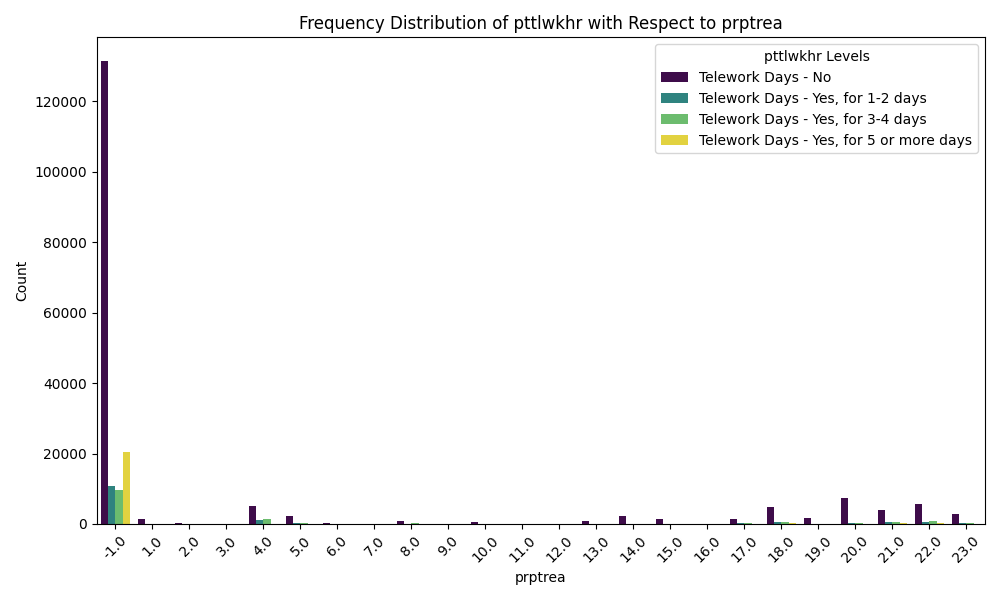 Frequency Distribution of pttlwkhr with Respect to prptrea
pttlwkhr Levels
Telework Days - No
Telework Days - Yes, for 1-2 days
Telework Days - Yes, for 3-4 days
Telework Days - Yes, for 5 or more days
Count
120000
100000
80000
60000
40000
20000
0
-1.0 1.0 2.0 3.0 4.0 5.0 6.0 7.0 8.0 9.0 10.0 11.0 12.0 13.0 14.0 15.0 16.0 17.0 18.0 19.0 20.0 21.0 22.0 23.0
prptrea